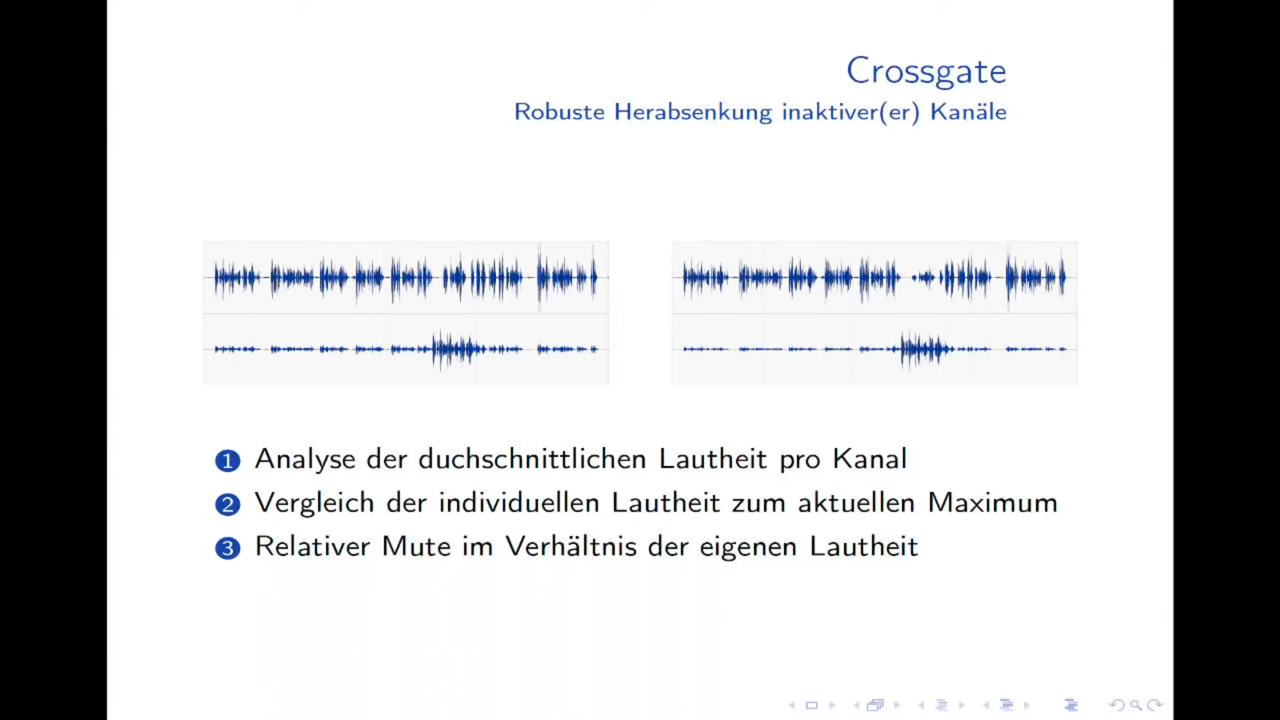 Crossgate
Robuste Herabsenkung inaktiver(er) Kanäle
1 Analyse der duchschnittlichen Lautheit pro Kanal
2 Vergleich der individuellen Lautheit zum aktuellen Maximum
3 Relativer Mute im Verhältnis der eigenen Lautheit